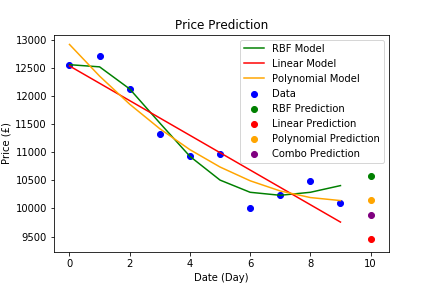 Price Prediction
13000
12500
12000
11500
11000
10500
10000
9500
Price (£)
RBF Model
Linear Model
Polynomial Model
Data
RBF Prediction
Linear Prediction
Polynomial Prediction
Combo Prediction
0 2 4 6 8 10
Date (Day)